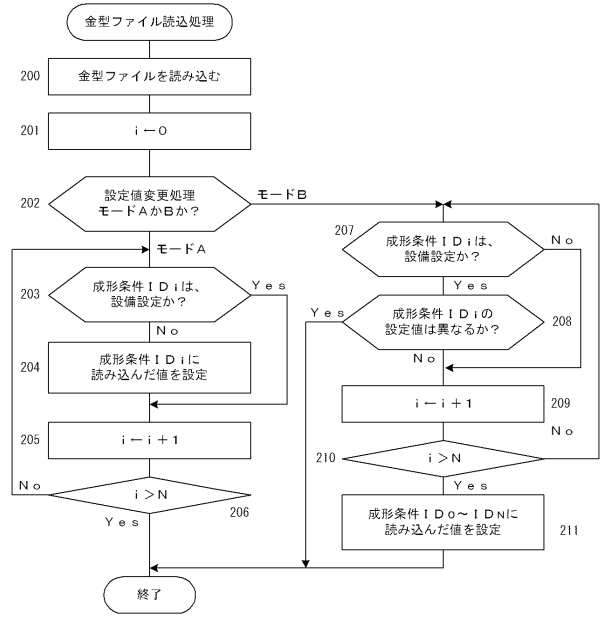 金型ファイル読込処理
200
金型ファイルを読み込む
201
i←0
202
設定値変更処理
モードAかBか?
モードB
モードA
203
成形条件IDiは、
設備設定か?
Yes
No
204
成形条件IDiに
読み込んだ値を設定
205
i←i+1
No
i>N
206
Yes
207
成形条件IDiは、
設備設定か?
No
Yes
Yes
成形条件IDiの
設定値は異なるか?
208
No
i←i+1
209
No
210
i>N
Yes
成形条件ID0~IDNに
読み込んだ値を設定
211
終了